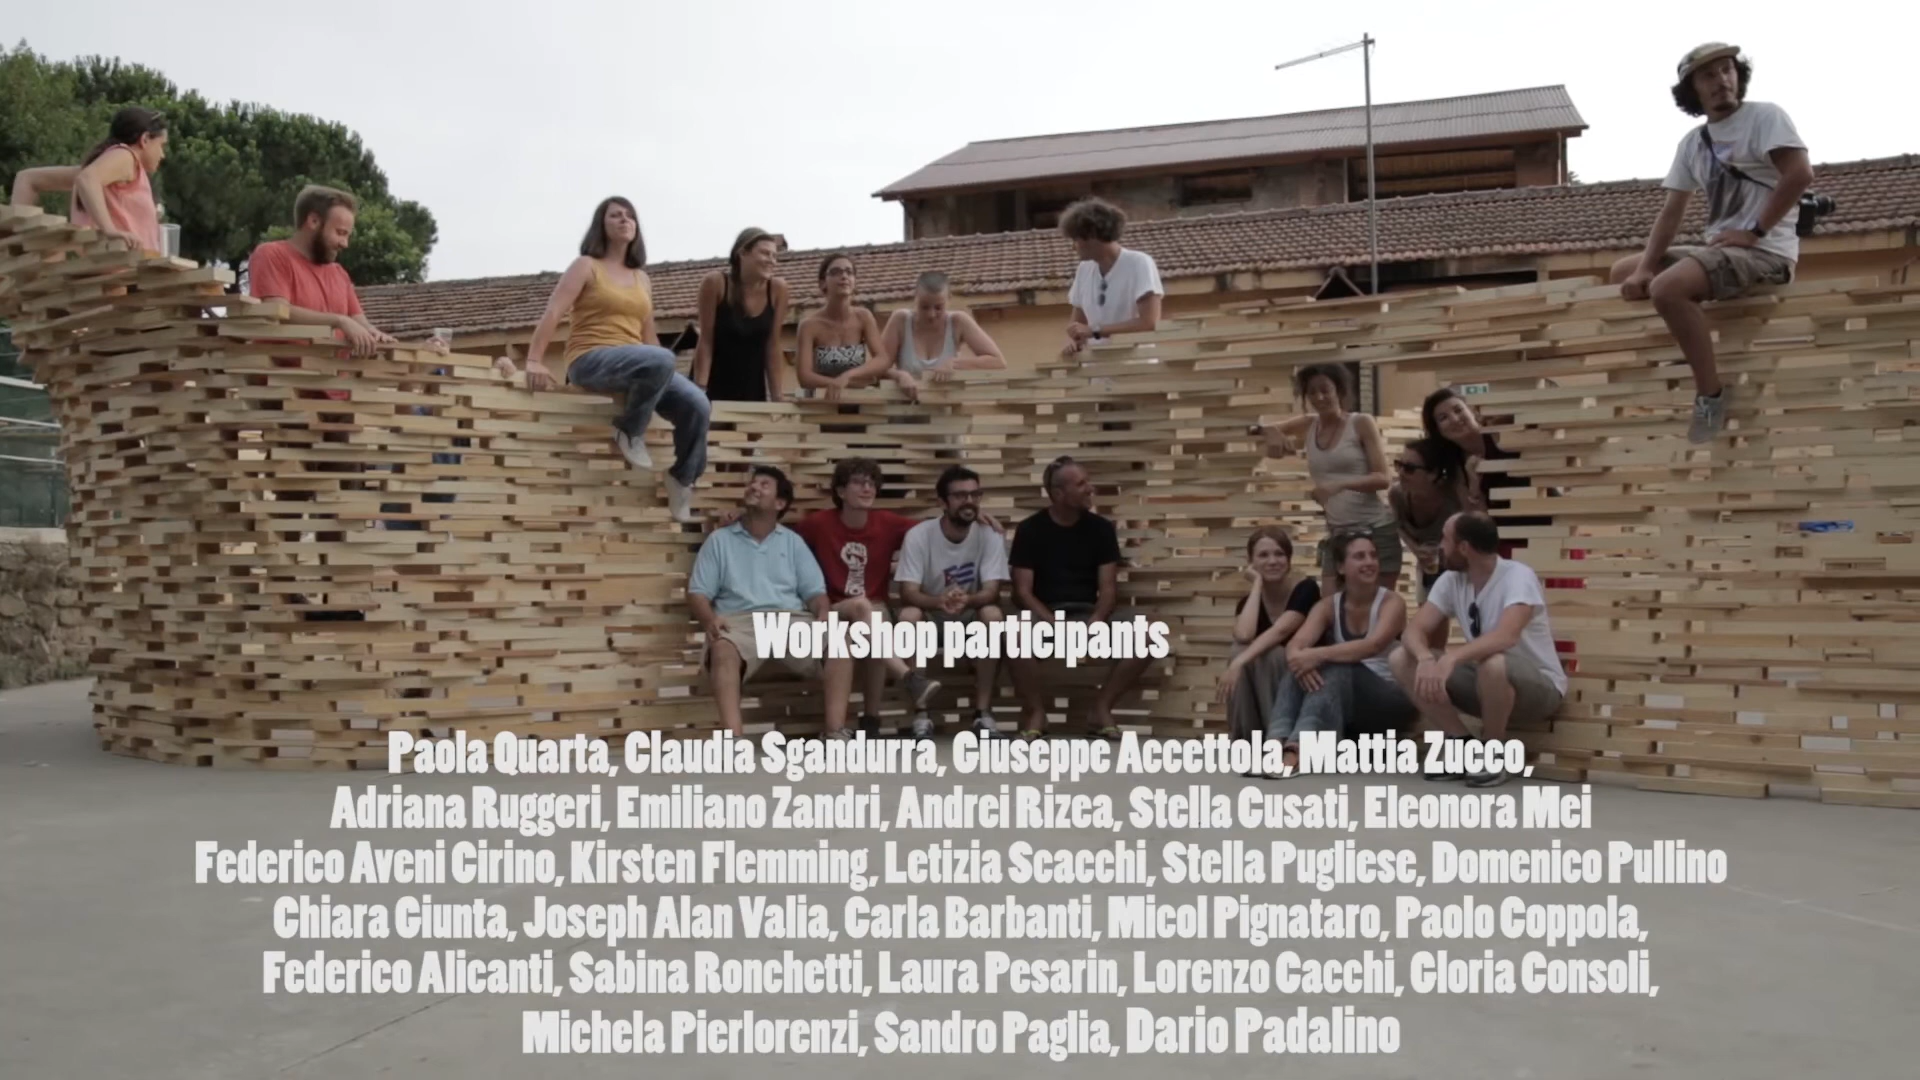 Workshop participants
Paola Quarta, Claudia Sgandurra, Giuseppe Accettola, Mattia Zucco,
Adriana Ruggeri, Emiliano Zandri, Andrei Rizea, Stella Cusati, Eleonora Mei
Federico Aveni Cirino, Kirsten Flemming, Letizia Scacchi, Stella Pugliese, Domenico Pullino
Chiara Giunta, Joseph Alan Valia, Carla Barbanti, Micol Pignataro, Paolo Coppola,
Federico Alicanti, Sabina Ronchetti, Laura Pesarin, Lorenzo Cacchi, Gloria Consoli,
Michela Pierlorenzi, Sandro Paglia, Dario Padalino